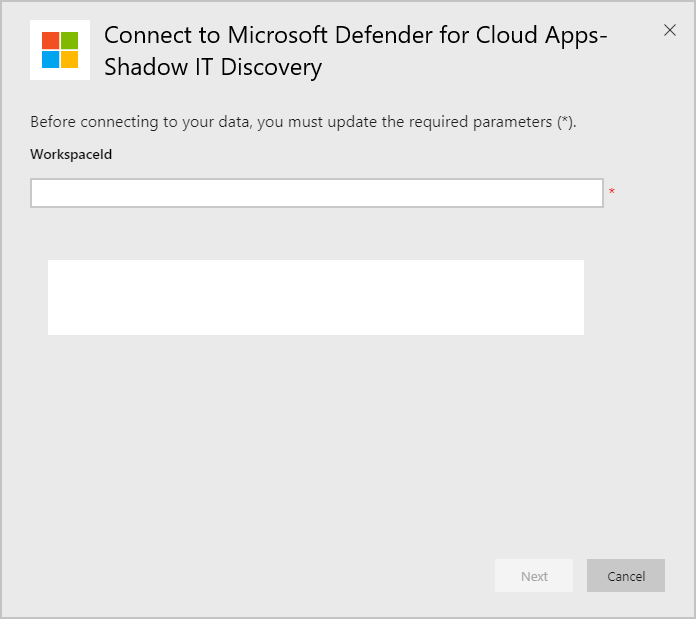 Connect to Microsoft Defender for Cloud Apps-
Shadow IT Discovery
Before connecting to your data, you must update the required parameters (*).
WorkspaceId
*
Next
Cancel